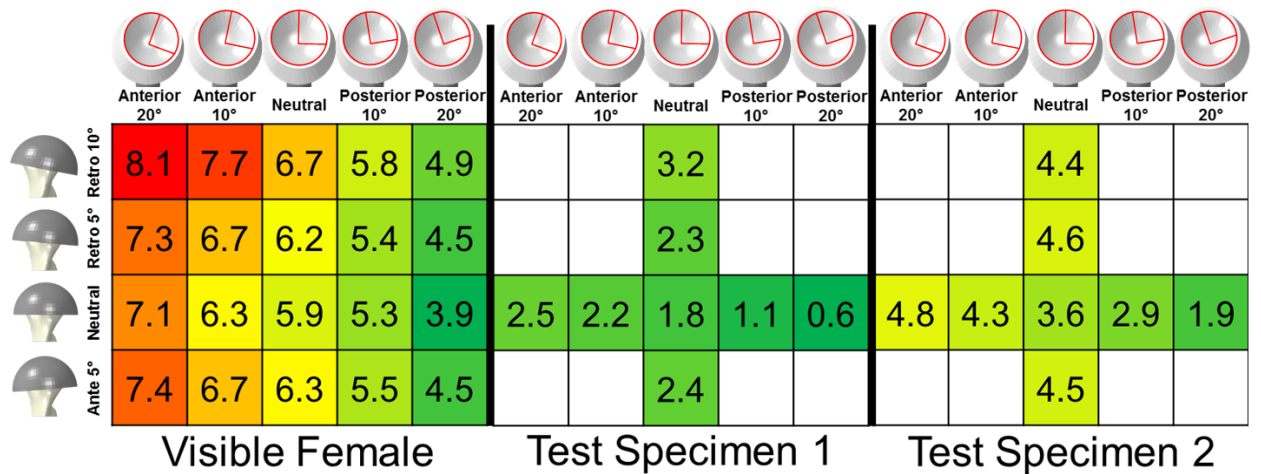 Anterior 20° Anterior 10° Neutral Posterior 10° Posterior 20° Anterior 20° Anterior 10° Neutral Posterior 10° Posterior 20° Anterior 20° Anterior 10° Neutral Posterior 10° Posterior 20°
Retro 10° 8.1 7.7 6.7 5.8 4.9 3.2 4.4
Retro 5° 7.3 6.7 6.2 5.4 4.5 2.3 4.6
Neutral 7.1 6.3 5.9 5.3 3.9 2.5 2.2 1.8 1.1 0.6 4.8 4.3 3.6 2.9 1.9
Ante 5° 7.4 6.7 6.3 5.5 4.5 2.4 4.5
Visible Female Test Specimen 1 Test Specimen 2